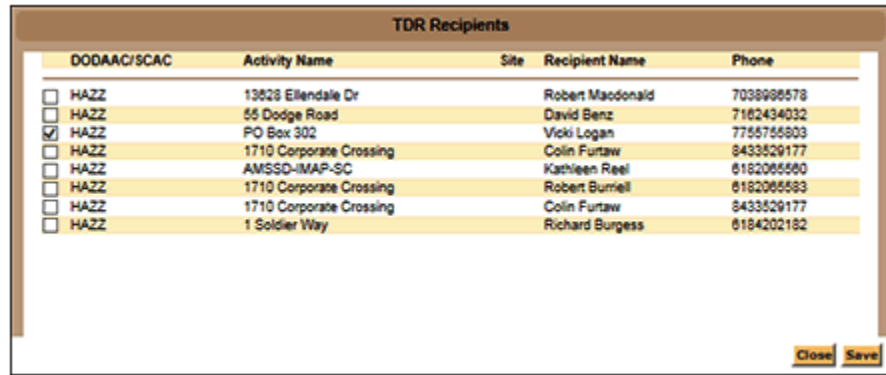 TDR Recipients
DODAAC/SCAC Activity Name Site Recipient Name Phone
HAZZ 13628 Ellendale Dr Robert Macdonald 7038986578
HAZZ 55 Dodge Road David Benz 7162434032
HAZZ PO Box 302 Vicki Logan 7755755803
HAZZ 1710 Corporate Crossing Colin Furtaw 8433529177
HAZZ AMSSD-IMAP-SC Kathleen Reel 6182065560
HAZZ 1710 Corporate Crossing Robert Burriell 6182065583
HAZZ 1710 Corporate Crossing Colin Furtaw 8433529177
HAZZ 1 Soldier Way Richard Burgess 6184202182
Close Save